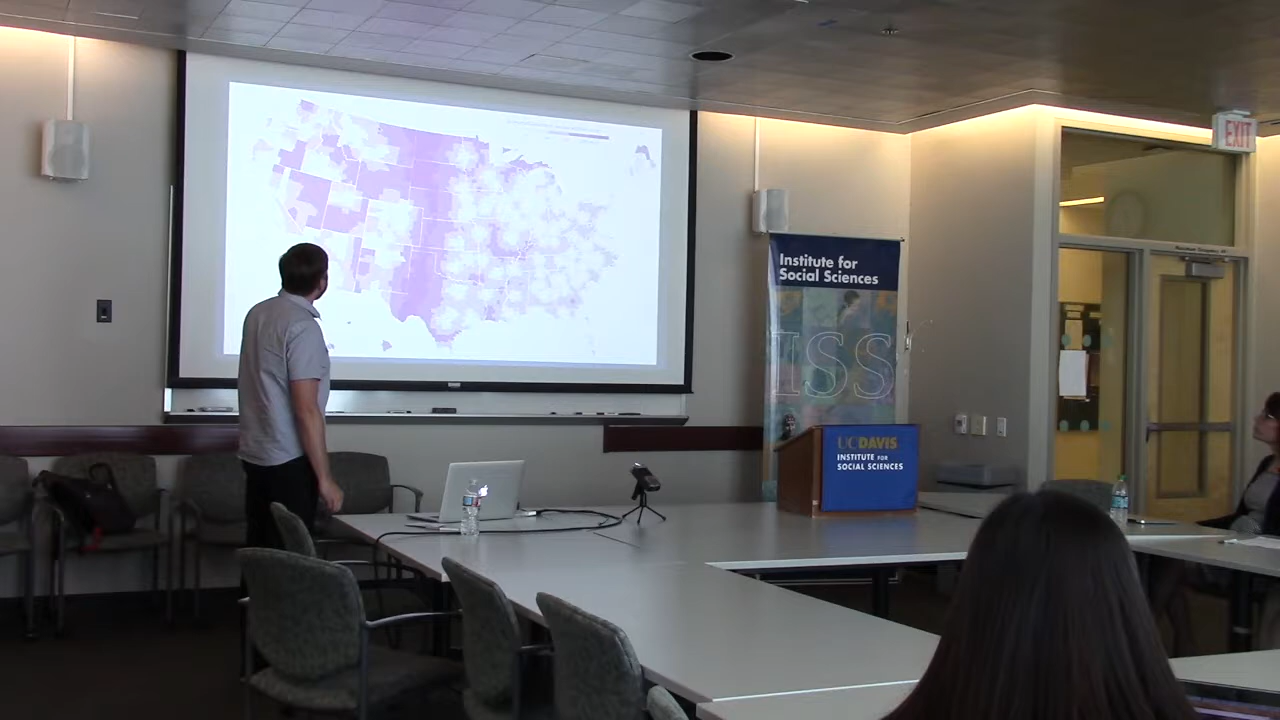 EXIT
Institute for
Social Sciences
ISS
UCDAVIS
INSTITUTE FOR
SOCIAL SCIENCES